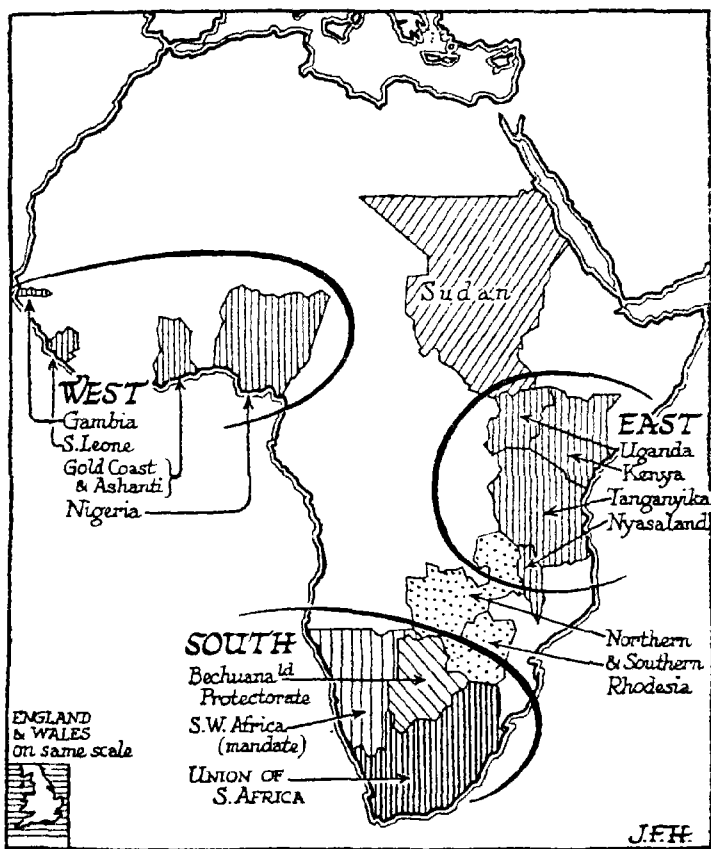 Sudan
WEST
Gambia
S. Leone
Gold Coast
& Ashanti
Nigeria
EAST
Uganda
Kenya
Tanganyika
Nyasaland
Northern
& Southern
Rhodesia
SOUTH
Bechuana ld
Protectorate
S.W. Africa
(mandate)
UNION OF
S. AFRICA
ENGLAND
& WALES
on same scale
J.F.H.